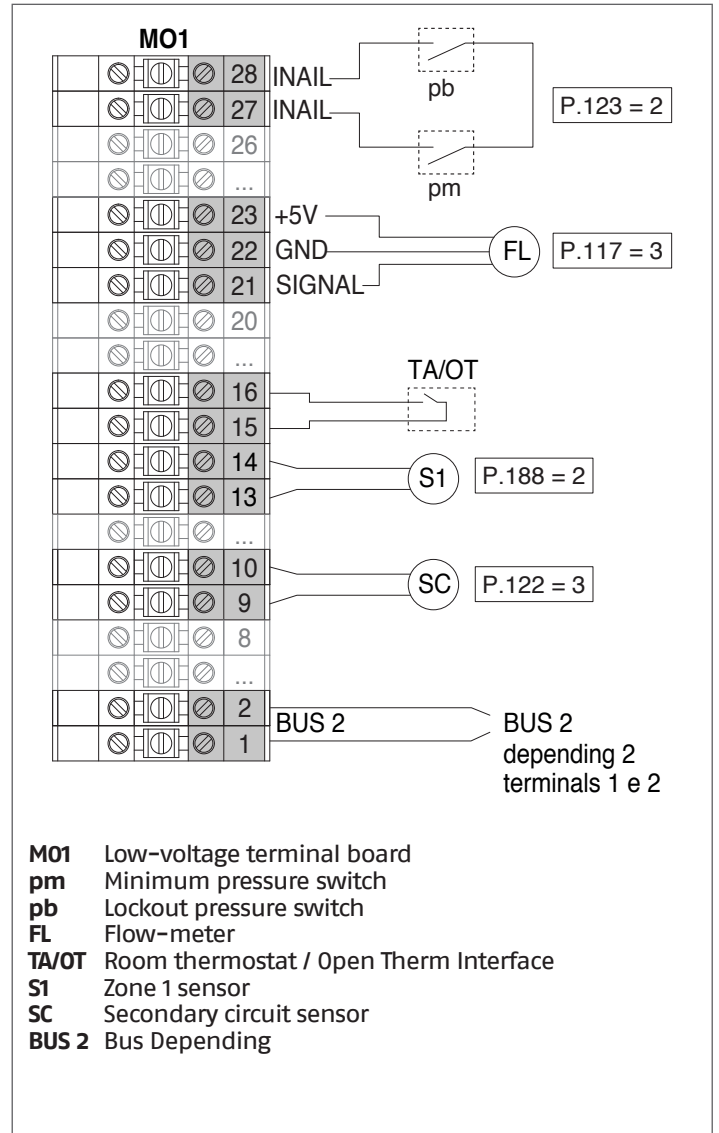 MO1
28 INAIL
27 INAIL
26
...
23 +5V
22 GND
21 SIGNAL
20
...
16
15
14
13
...
10
9
8
...
2
1
BUS 2
pb
pm
P.123 = 2
FL P.117 = 3
TA/OT
S1 P.188 = 2
SC P.122 = 3
BUS 2
depending 2
terminals 1 e 2
M01 Low-voltage terminal board
pm Minimum pressure switch
pb Lockout pressure switch
FL Flow-meter
TA/OT Room thermostat / Open Therm Interface
S1 Zone 1 sensor
SC Secondary circuit sensor
BUS 2 Bus Depending